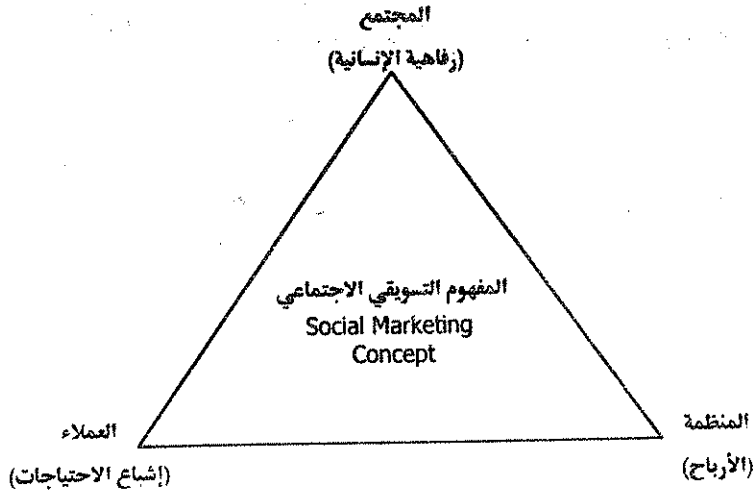 المجتمع
(رفاهية الإنسانية)
المفهوم التسويقي الاجتماعي
Social Marketing
Concept
المنظمة
(الأرباح)
العملاء
(إشباع الاحتياجات)